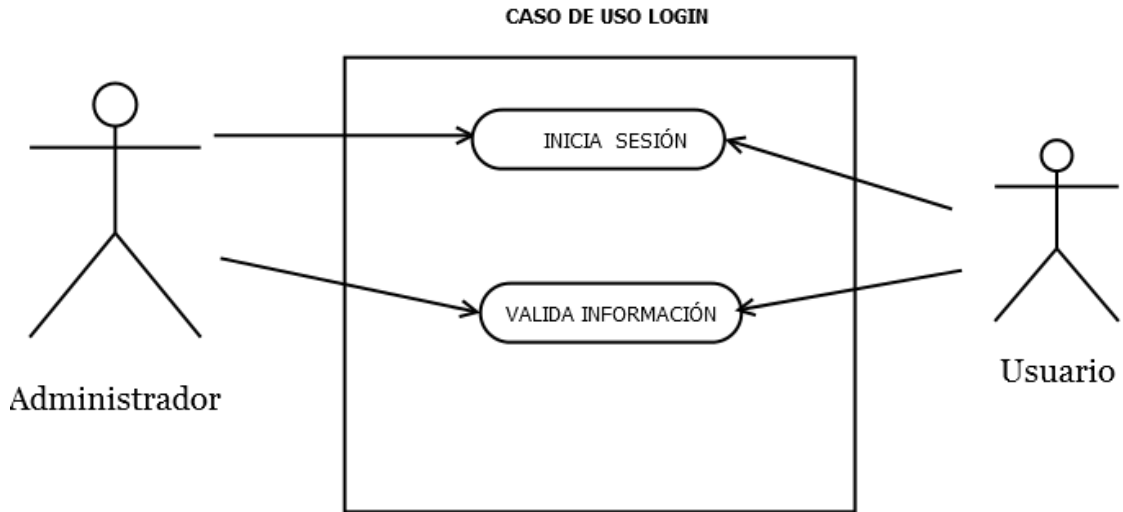 CASO DE USO LOGIN
INICIA SESIÓN
VALIDA INFORMACIÓN
Administrador
Usuario